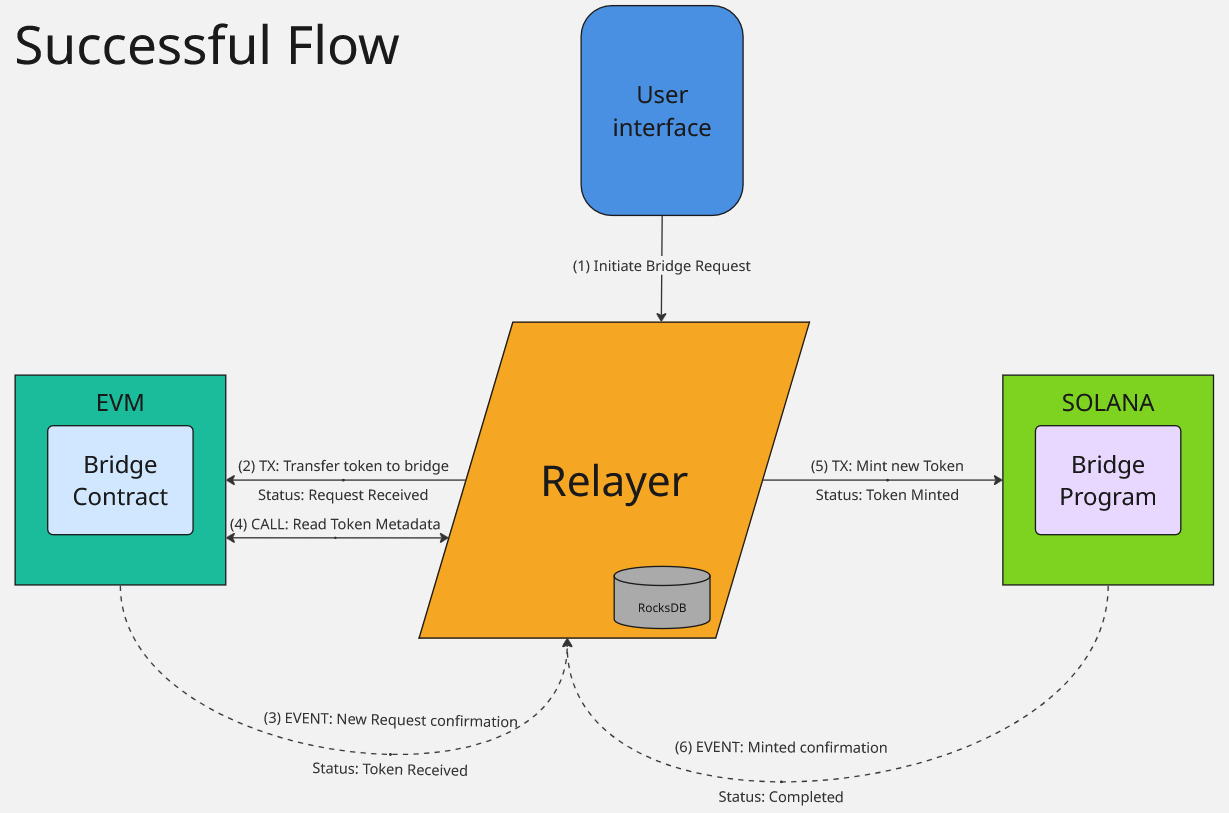 Successful Flow
User
interface
(1) Initiate Bridge Request
EVM
Bridge
Contract
(2) TX: Transfer token to bridge
Status: Request Received
(4) CALL: Read Token Metadata
Relayer
RocksDB
(5) TX: Mint new Token
Status: Token Minted
SOLANA
Bridge
Program
(3) EVENT: New Request confirmation
Status: Token Received
(6) EVENT: Minted confirmation
Status: Completed